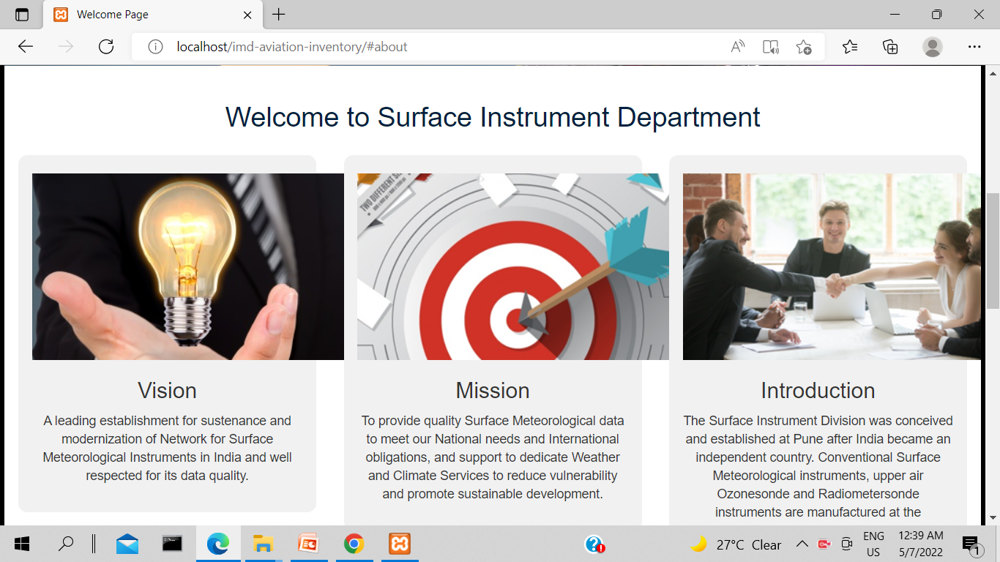 Welcome Page
localhost/imd-aviation-inventory/#about
Welcome to Surface Instrument Department
TWO DIFFERENT
Vision
A leading establishment for sustenance and
modernization of Network for Surface
Meteorological Instruments in India and well
respected for its data quality.
Mission
To provide quality Surface Meteorological data
to meet our National needs and International
obligations, and support to dedicate Weather
and Climate Services to reduce vulnerability
and promote sustainable development.
Introduction
The Surface Instrument Division was conceived
and established at Pune after India became an
independent country. Conventional Surface
Meteorological instruments, upper air
Ozonesonde and Radiometersonde
instruments are manufactured at the
27°C Clear
ENG
US
12:39 AM
5/7/2022
1